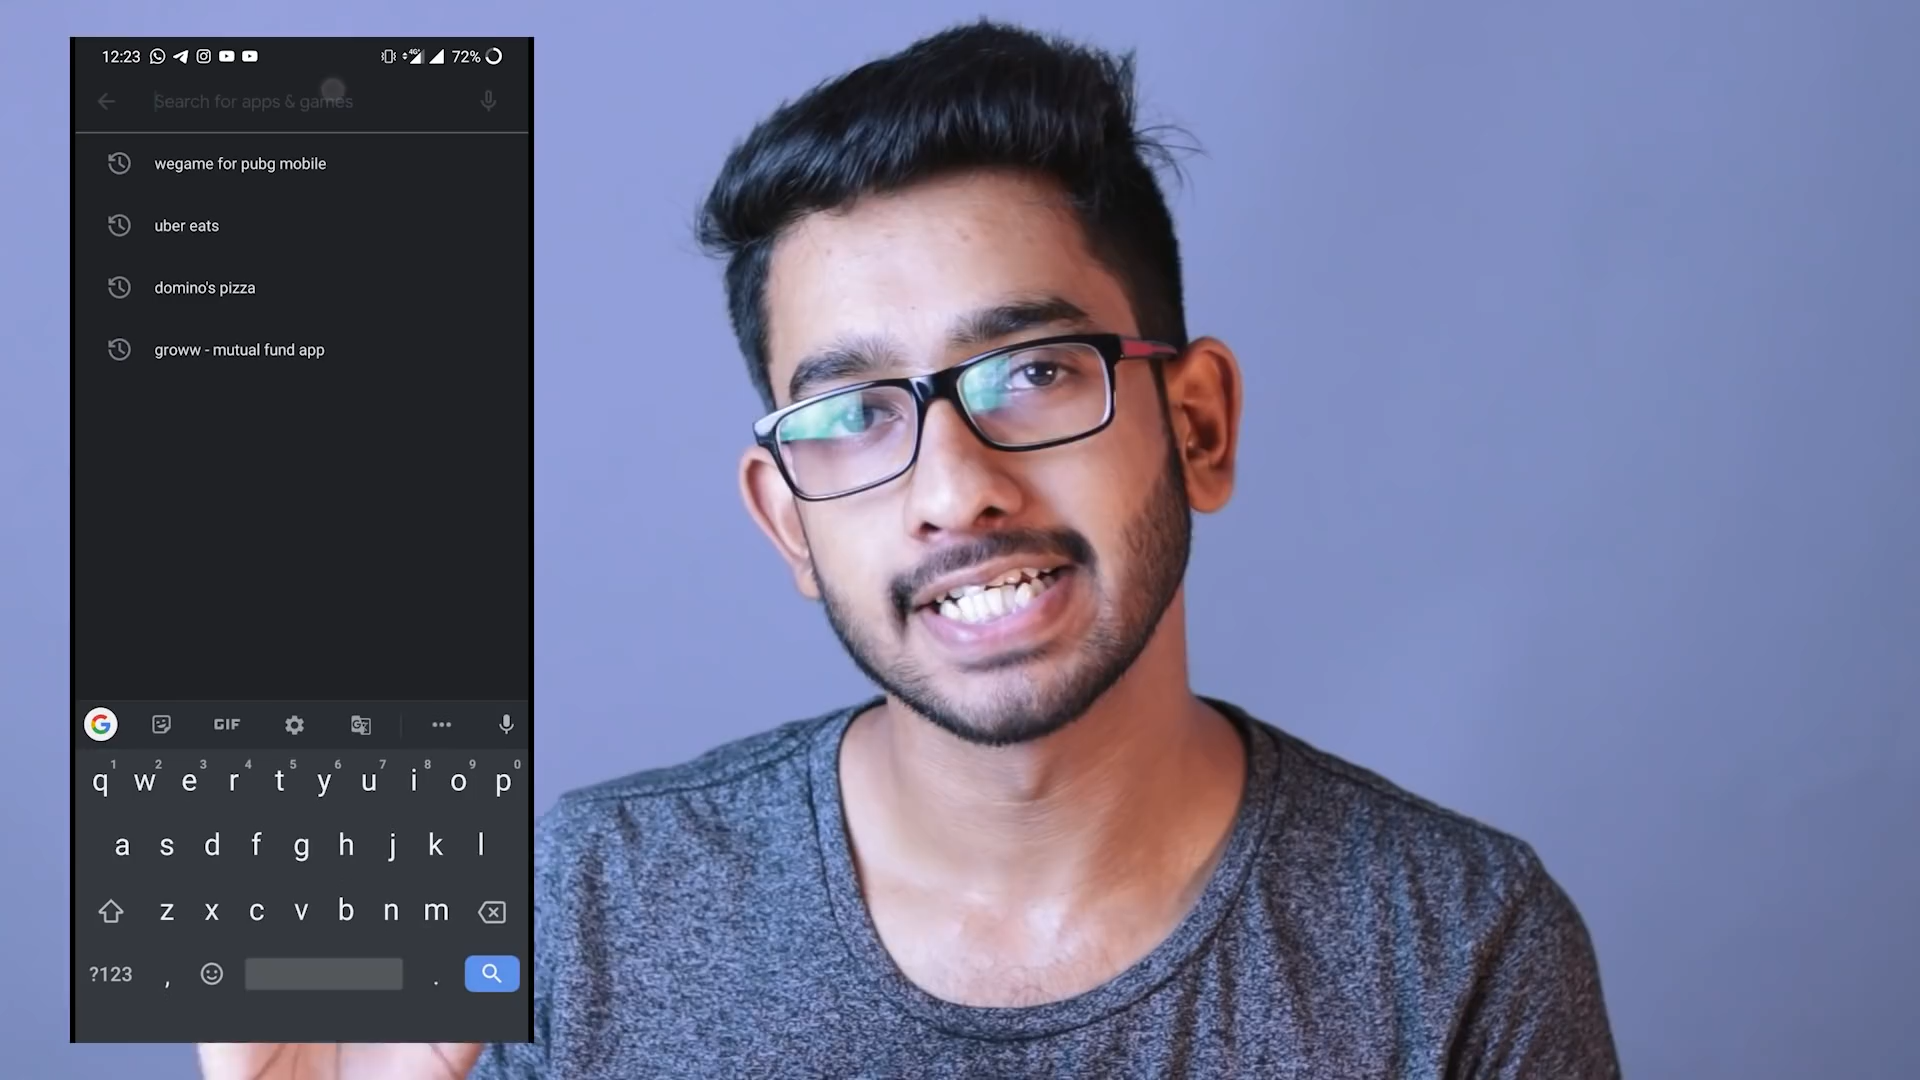 12:23 4G 72%
Search for apps & games
wegame for pubg mobile
uber eats
domino's pizza
groww - mutual fund app
G GIF G
1 2 3 4 5 6 7 8 9 0
q w e r t y u i o p
a s d f g h j k l
z x c v b n m
?123 , .